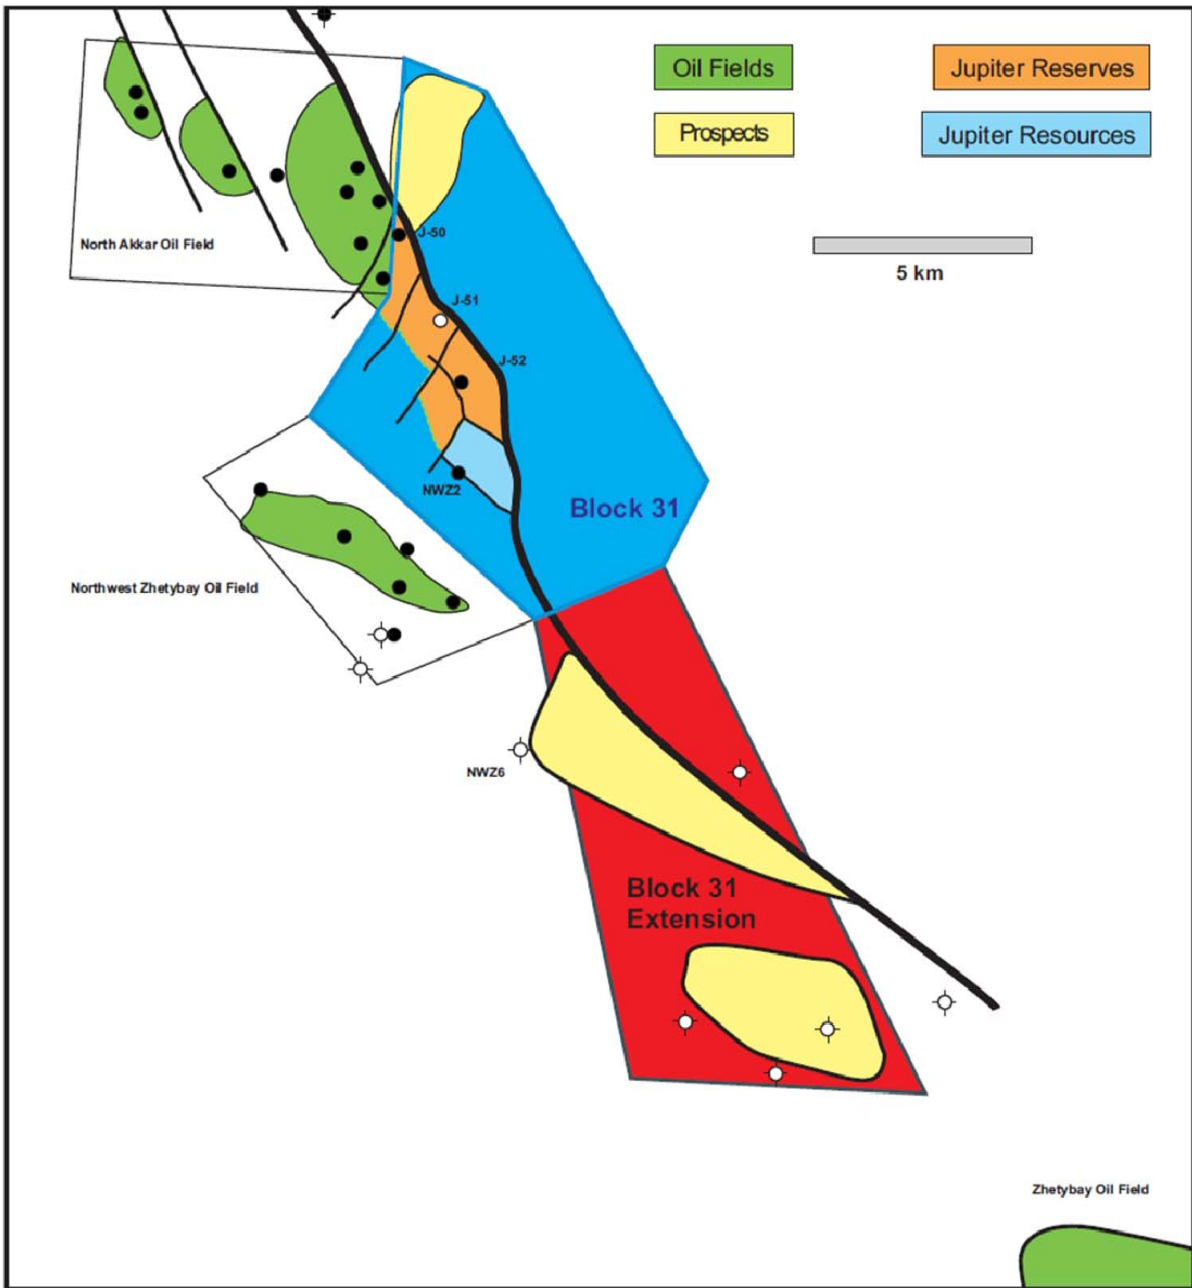 Oil Fields
Jupiter Reserves
Prospects
Jupiter Resources
5 km
North Akkar Oil Field
J-50
J-51
J-52
NWZ2
Block 31
Northwest Zhetybay Oil Field
NWZ6
Block 31
Extension
Zhetybay Oil Field